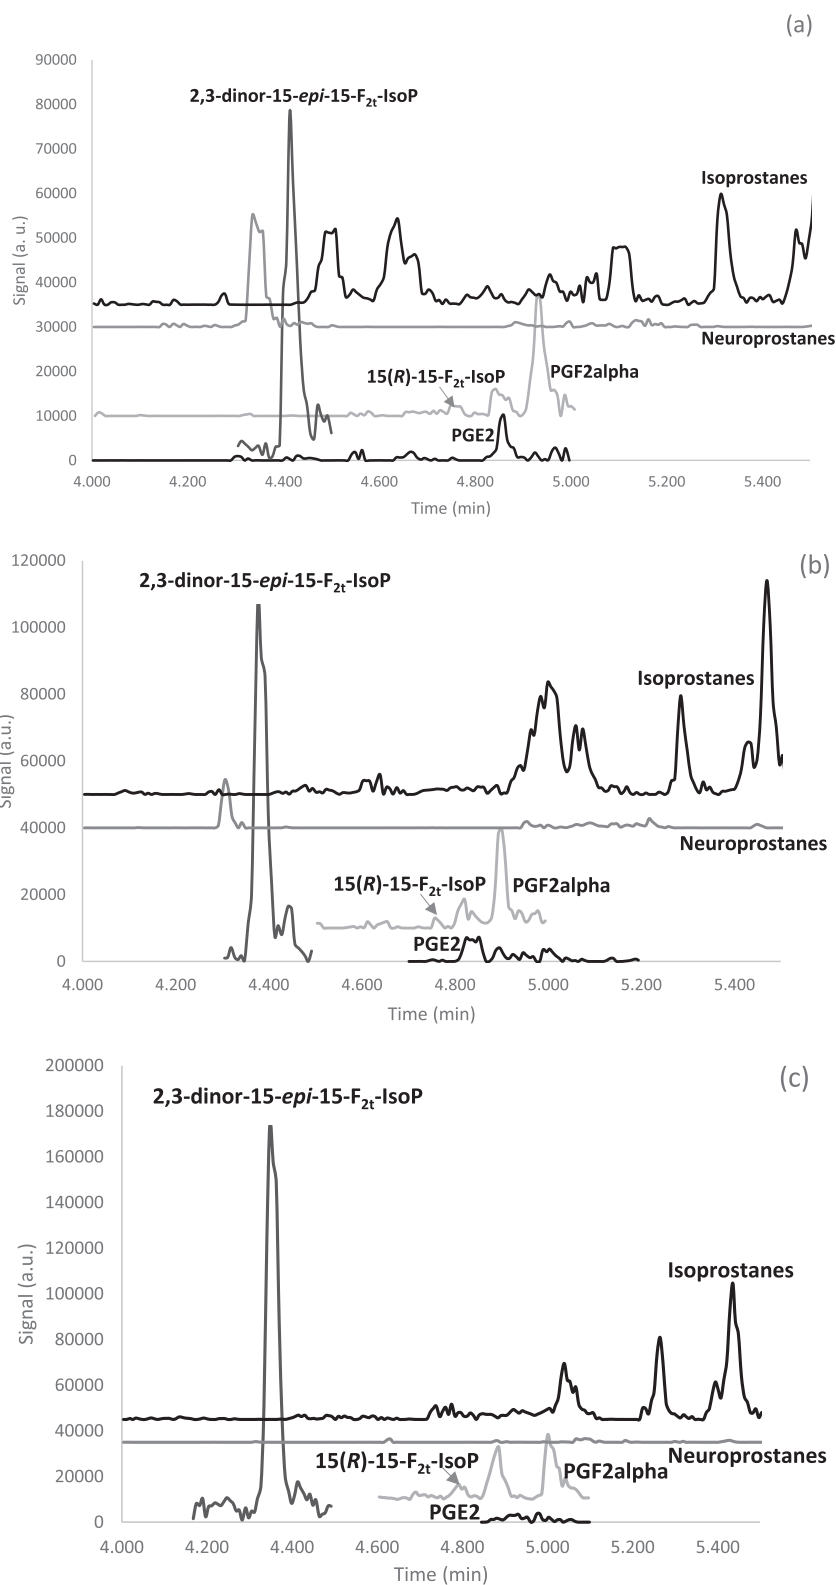 (a)
90000
80000
70000
60000
50000
40000
30000
20000
10000
0
Signal (a. u.)
2,3-dinor-15-epi-15-F2t-IsoP
Isoprostanes
Neuroprostanes
15(R)-15-F2t-IsoP
PGF2alpha
PGE2
4.000 4.200 4.400 4.600 4.800 5.000 5.200 5.400
Time (min)
(b)
120000
100000
80000
60000
40000
20000
0
Signal (a.u.)
2,3-dinor-15-epi-15-F2t-IsoP
Isoprostanes
Neuroprostanes
15(R)-15-F2t-IsoP
PGF2alpha
PGE2
4.000 4.200 4.400 4.600 4.800 5.000 5.200 5.400
Time (min)
(c)
200000
180000
160000
140000
120000
100000
80000
60000
40000
20000
0
Signal (a.u.)
2,3-dinor-15-epi-15-F2t-IsoP
Isoprostanes
Neuroprostanes
15(R)-15-F2t-IsoP
PGF2alpha
PGE2
4.000 4.200 4.400 4.600 4.800 5.000 5.200 5.400
Time (min)